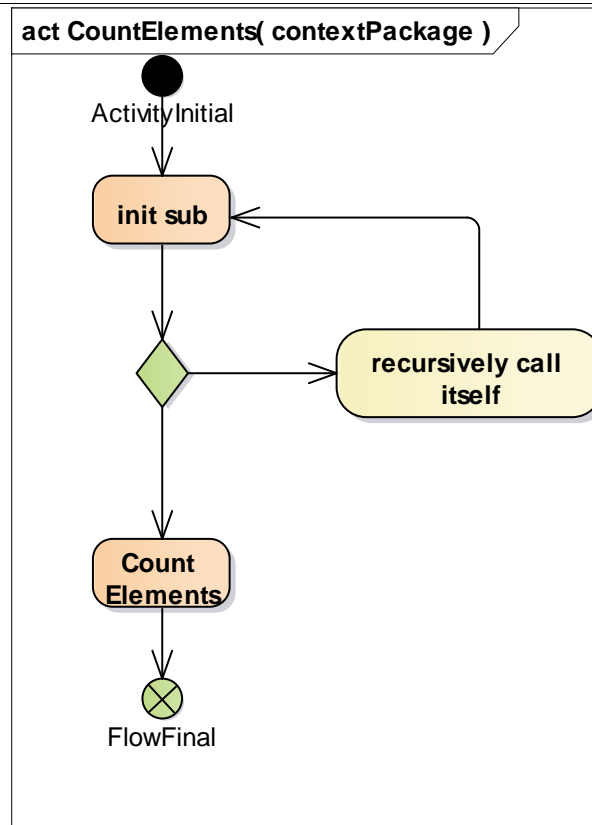 act CountElements( contextPackage )
ActivityInitial
init sub
recursively call
itself
Count
Elements
FlowFinal